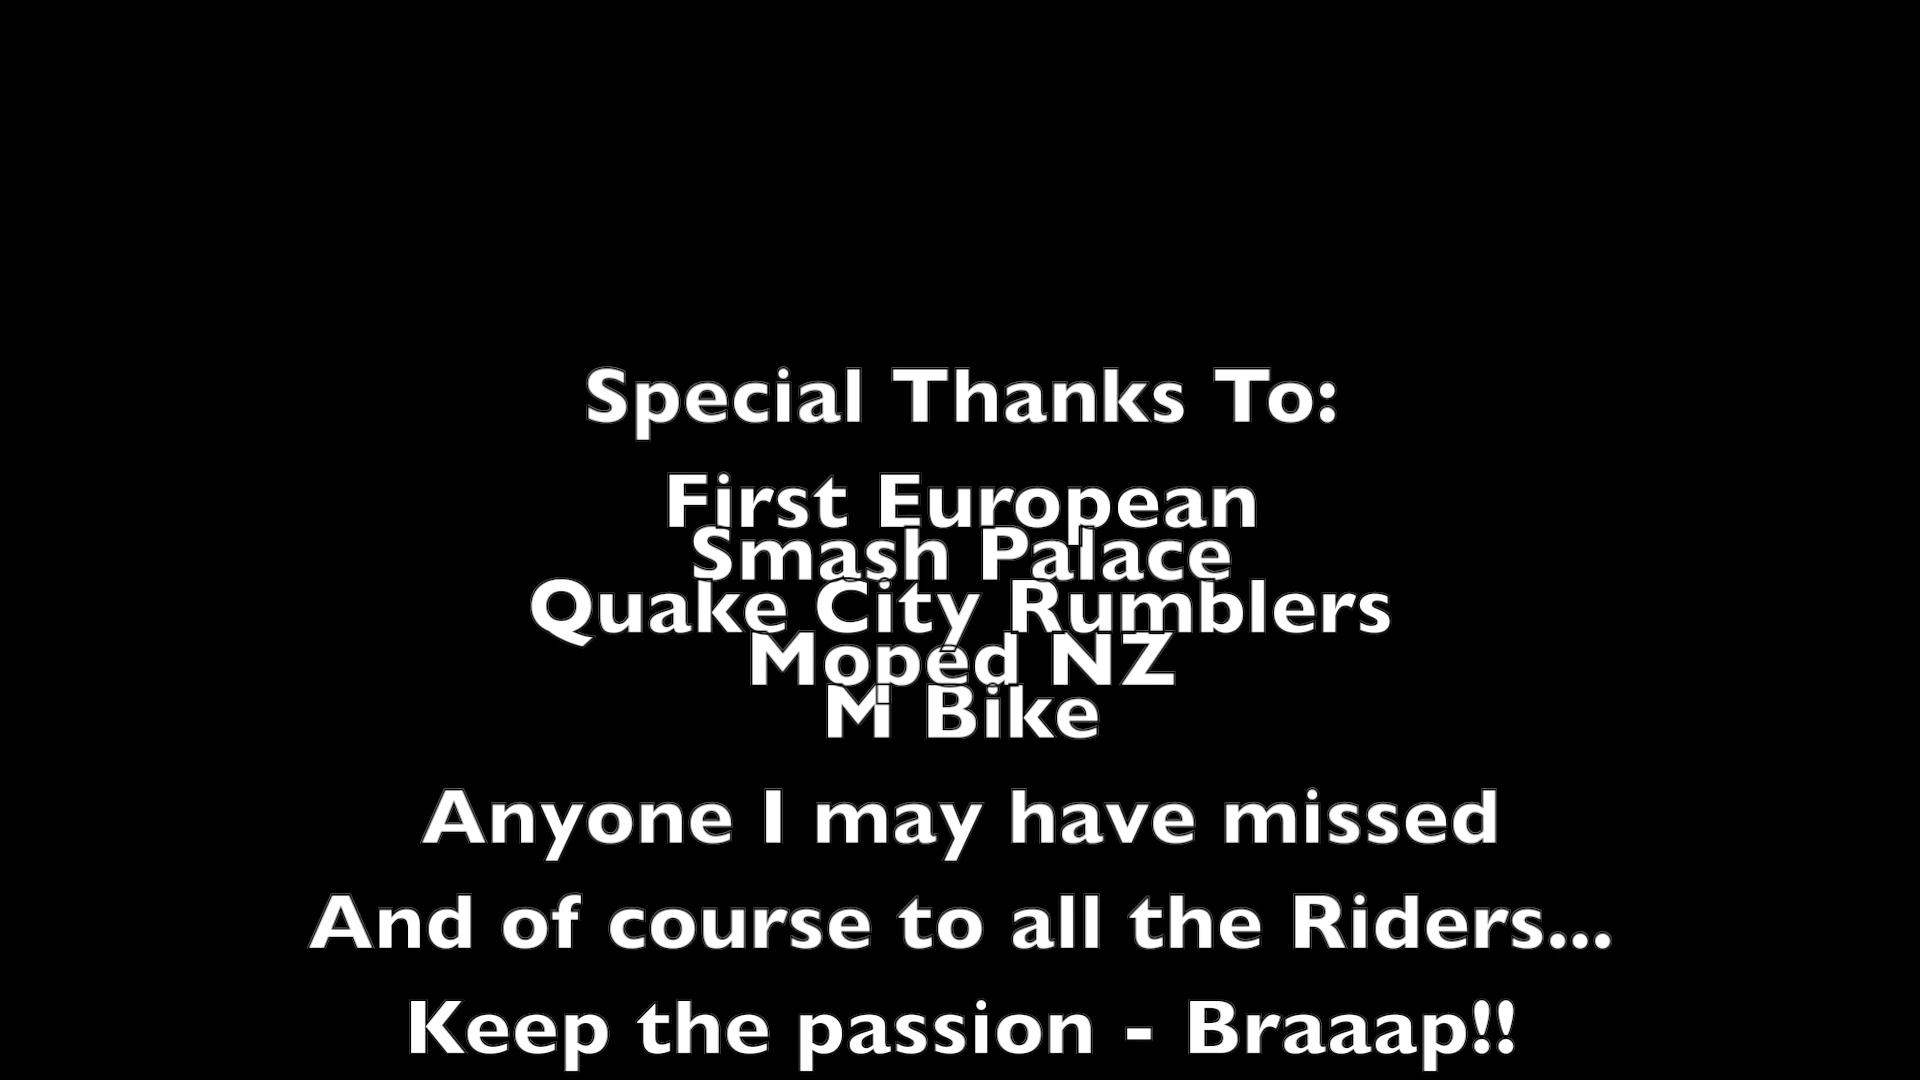 Special Thanks To:
First European
Smash Palace
Quake City Rumblers
Moped NZ
M Bike
Anyone I may have missed
And of course to all the Riders...
Keep the passion - Braaap!!